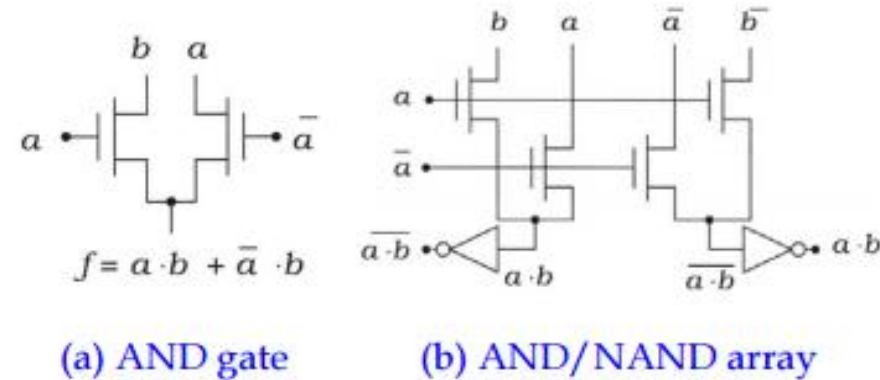 b a
a ā
f = a · b + ā · b
(a) AND gate
b a ā b̄
a
ā
a̅·̅b̅ a · b a̅·̅b̅ a · b
(b) AND/NAND array